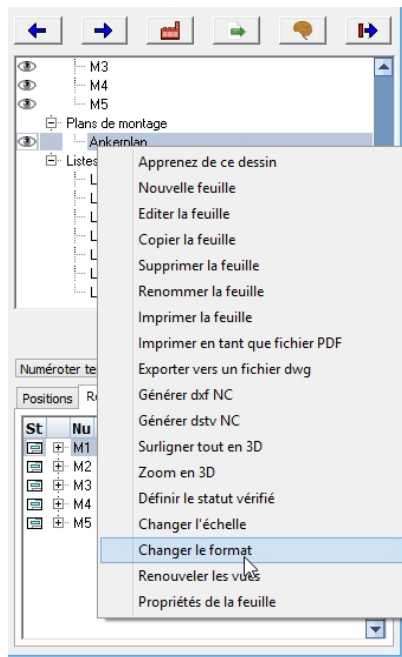 M3
M4
M5
Plans de montage
Ankernlan
Listes
L
L
L
L
L
L
L
Apprenez de ce dessin
Nouvelle feuille
Editer la feuille
Copier la feuille
Supprimer la feuille
Renommer la feuille
Imprimer la feuille
Imprimer en tant que fichier PDF
Exporter vers un fichier dwg
Générer dxf NC
Générer dstv NC
Surligner tout en 3D
Zoom en 3D
Définir le statut vérifié
Changer l'échelle
Changer le format
Renouveler les vues
Propriétés de la feuille
Numéroter te
Positions R
St Nu
M1
M2
M3
M4
M5